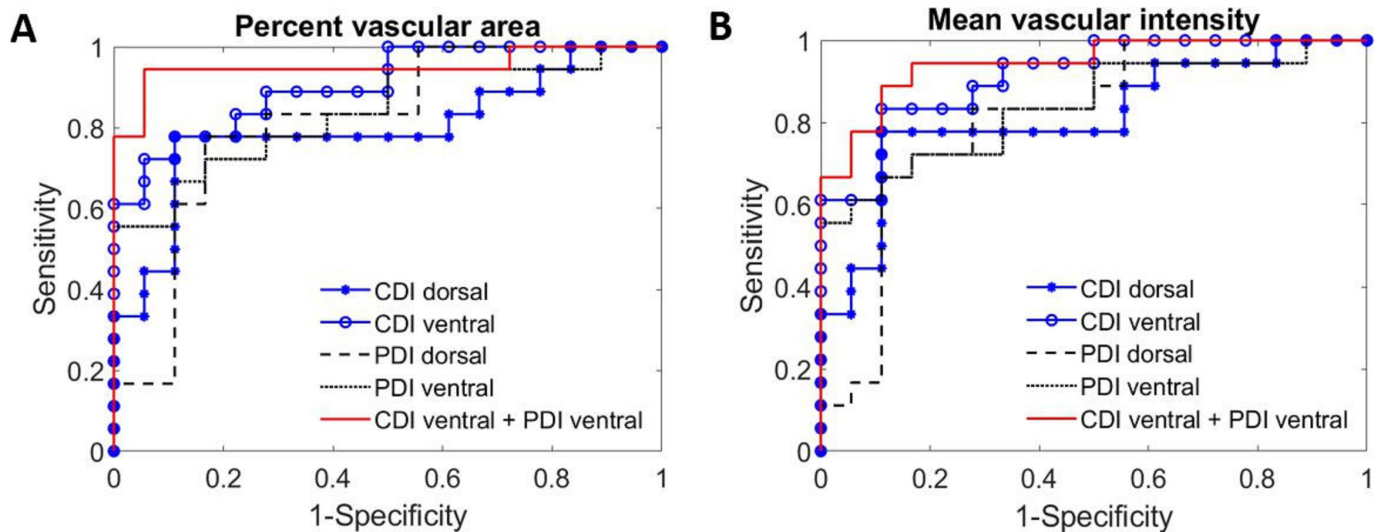 A
Percent vascular area
Sensitivity
1
0.8
0.6
0.4
0.2
0
CDI dorsal
CDI ventral
PDI dorsal
PDI ventral
CDI ventral + PDI ventral
0
0.2
0.4
0.6
0.8
1
1-Specificity
B
Mean vascular intensity
Sensitivity
1
0.8
0.6
0.4
0.2
0
CDI dorsal
CDI ventral
PDI dorsal
PDI ventral
CDI ventral + PDI ventral
0
0.2
0.4
0.6
0.8
1
1-Specificity